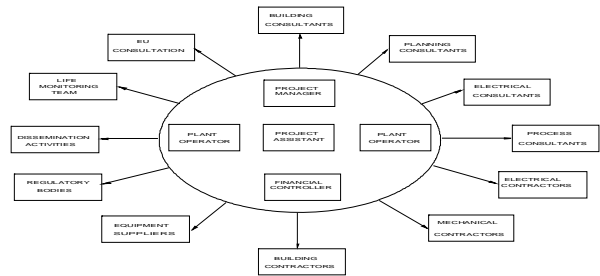 BUILDING
CONSULTANTS
EU
CONSULTATION
PLANNING
CONSULTANTS
LIFE
MONITORING
TEAM
PROJECT
MANAGER
ELECTRICAL
CONSULTANTS
DISSEMINATION
ACTIVITIES
PLANT
OPERATOR
PROJECT
ASSISTANT
PLANT
OPERATOR
PROCESS
CONSULTANTS
REGULATORY
BODIES
FINANCIAL
CONTROLLER
ELECTRICAL
CONTRACTORS
EQUIPMENT
SUPPLIERS
MECHANICAL
CONTRACTORS
BUILDING
CONTRACTORS